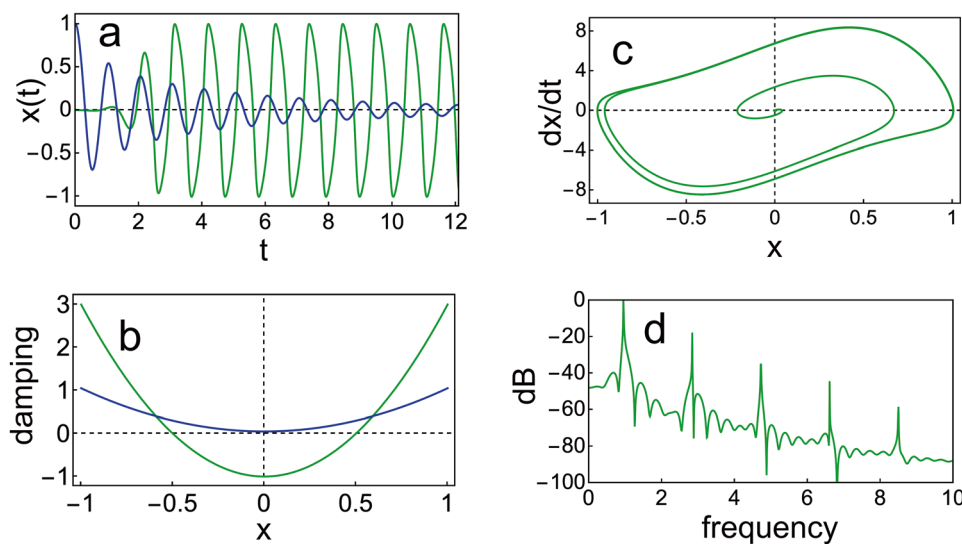 a
1
0.5
0
−0.5
−1
x(t)
0 2 4 6 8 10 12
t
c
8
4
0
−4
−8
dx/dt
−1 −0.5 0 0.5 1
x
b
3
2
1
0
−1
damping
−1 −0.5 0 0.5 1
x
d
0
−20
−40
−60
−80
−100
dB
0 2 4 6 8 10
frequency